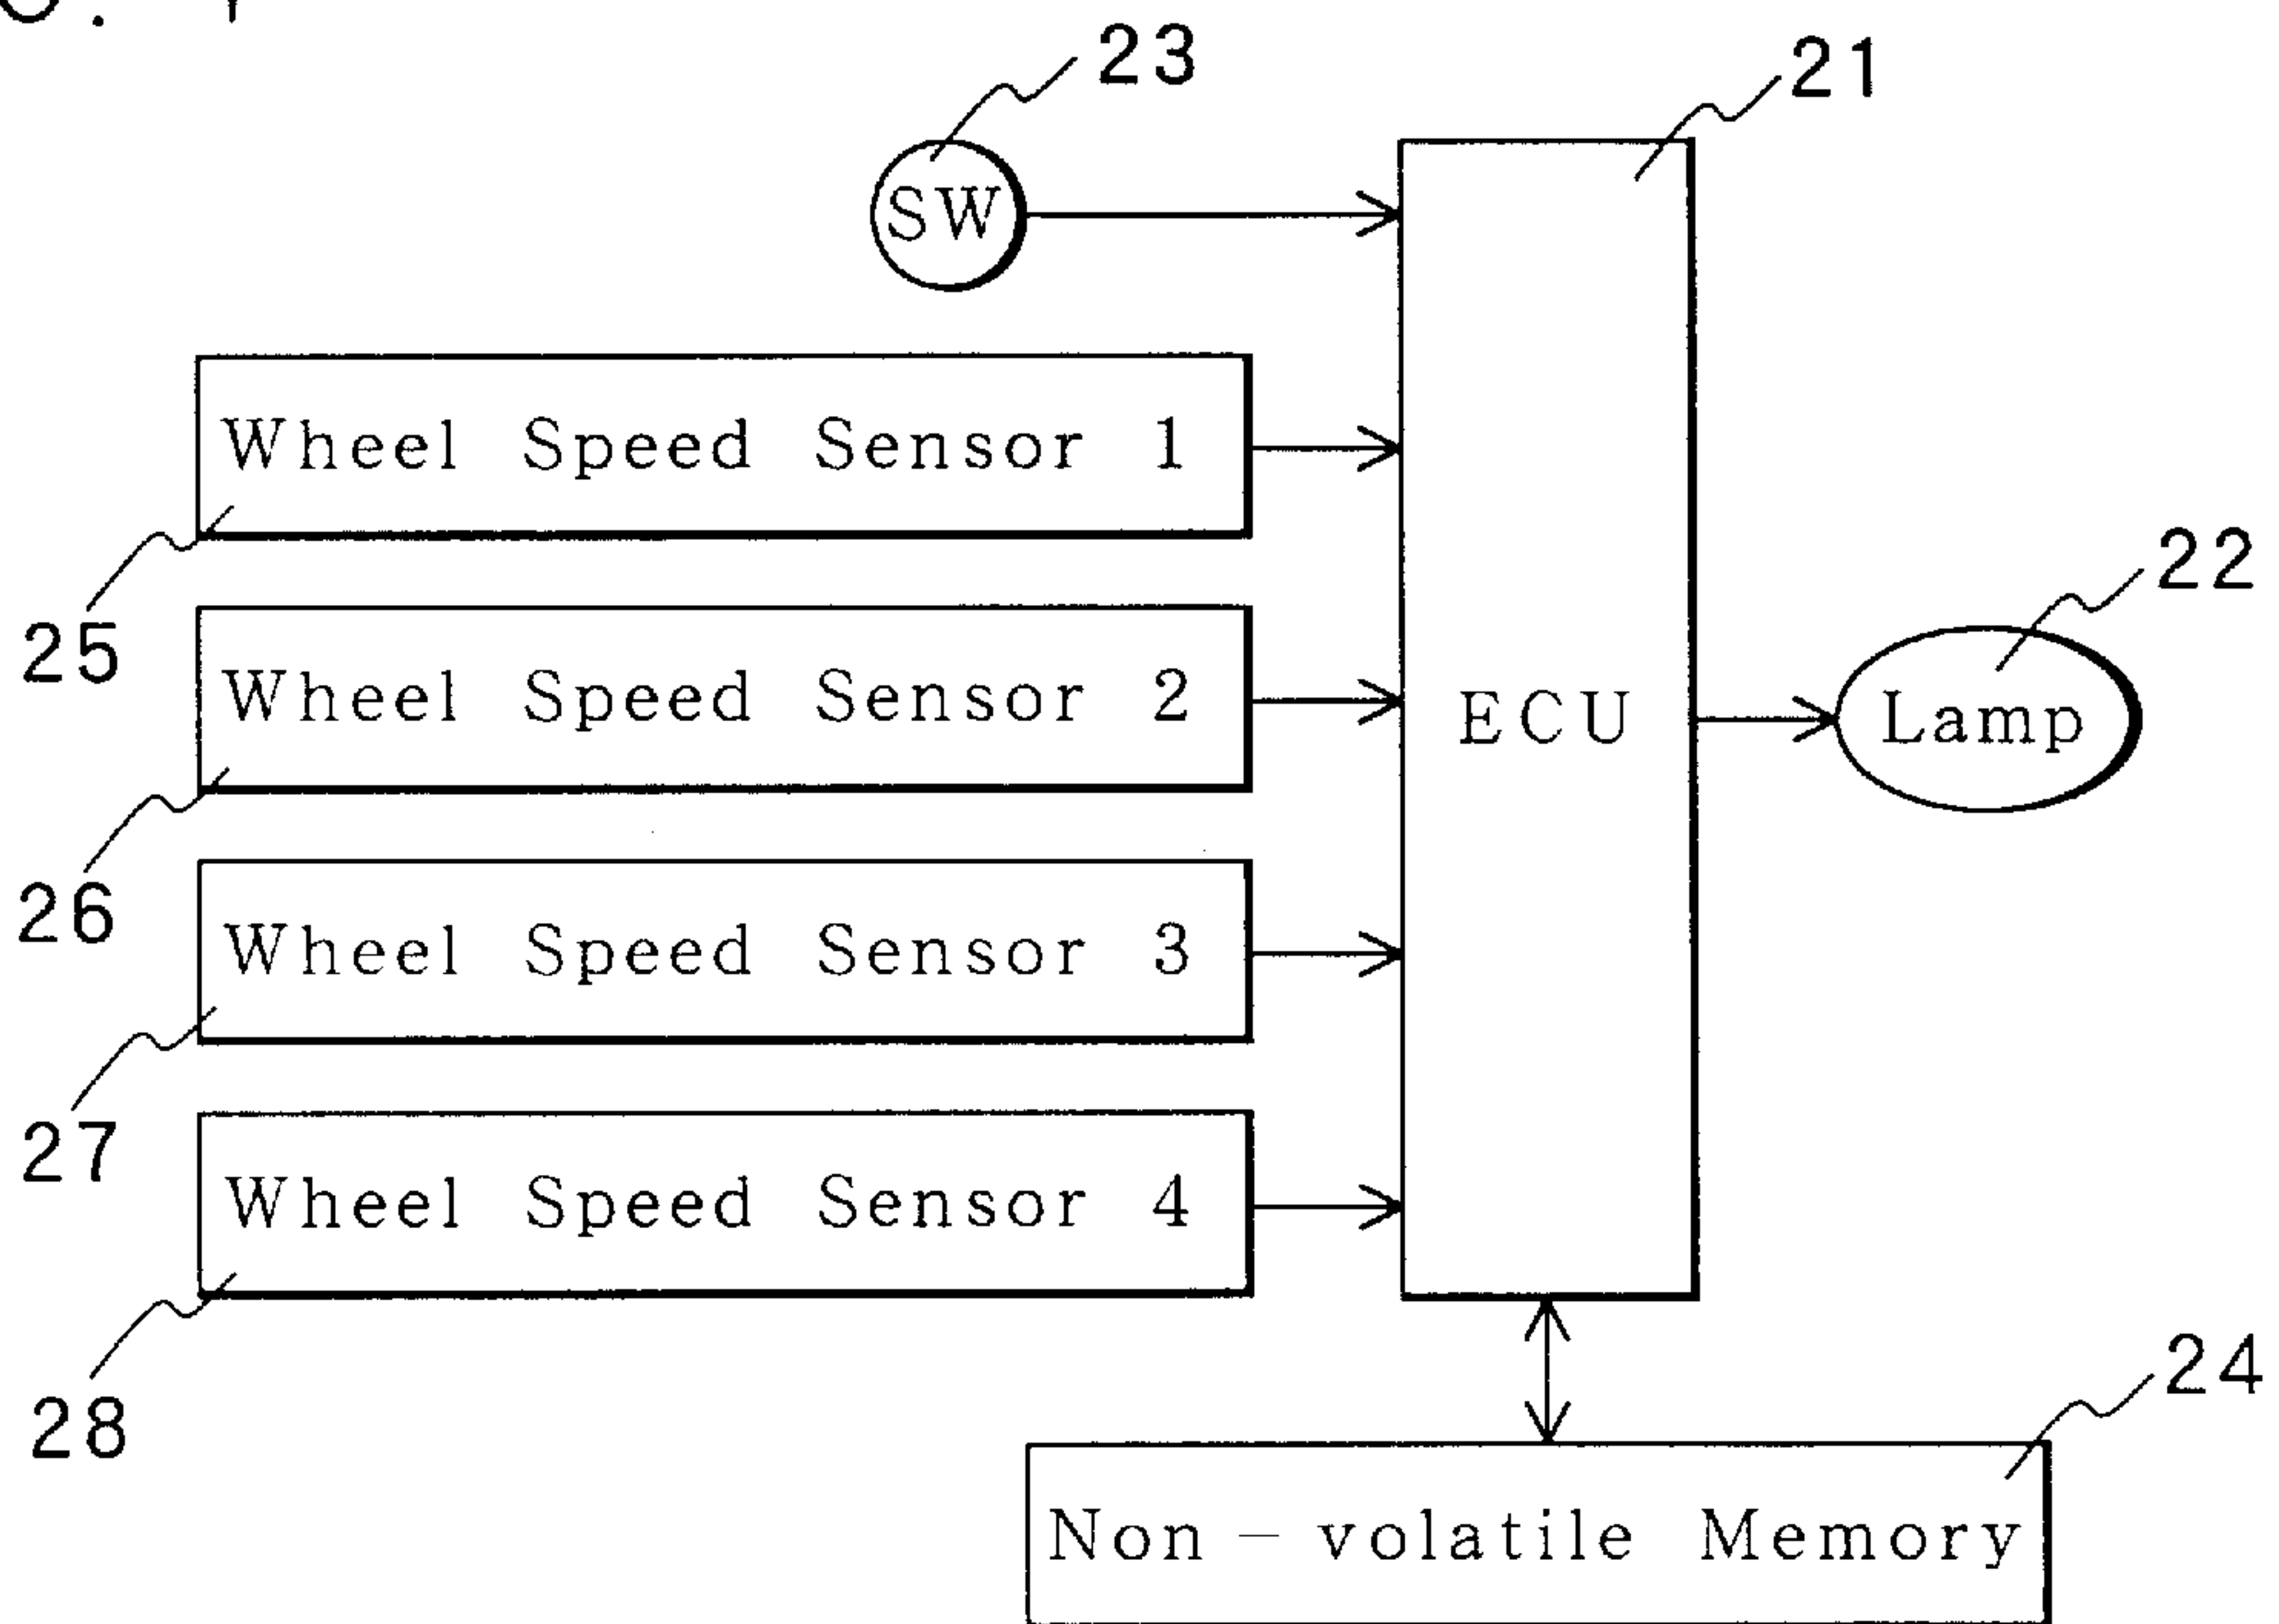 23
21
SW
Wheel Speed Sensor 1
25
22
Wheel Speed Sensor 2
ECU
Lamp
26
Wheel Speed Sensor 3
27
Wheel Speed Sensor 4
28
24
Non-volatile Memory